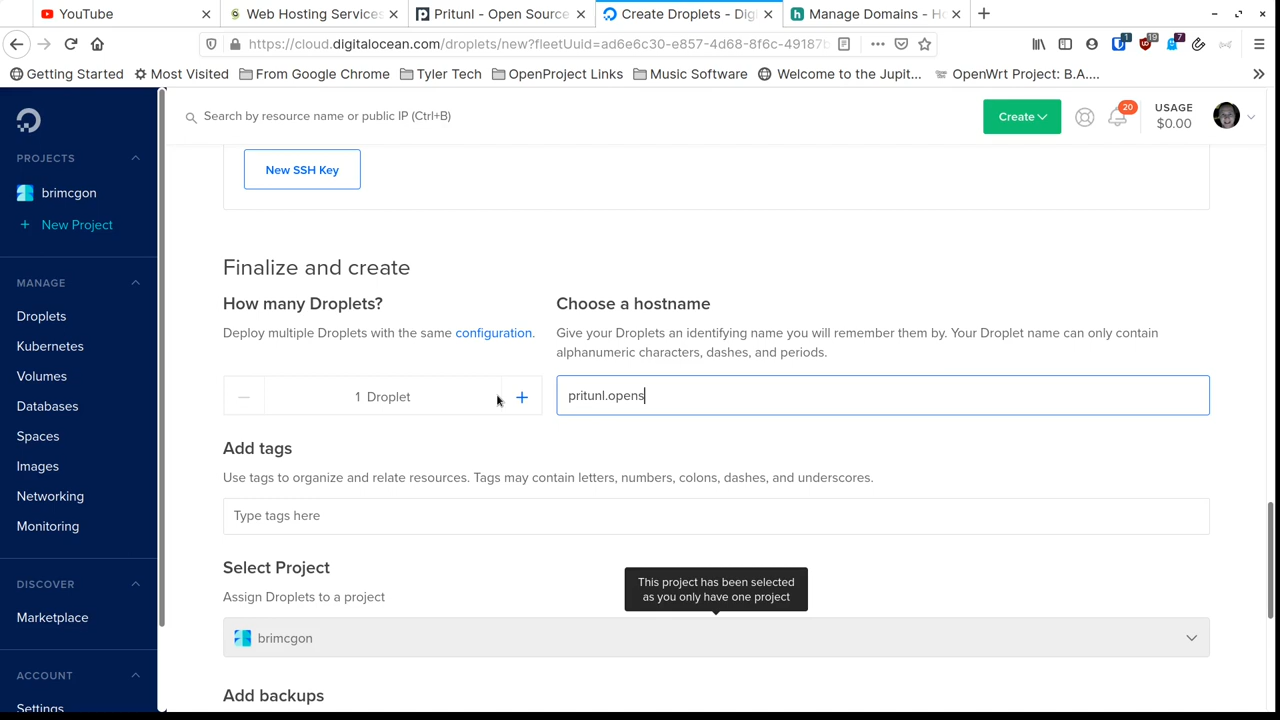 YouTube
Web Hosting Services
Pritunl - Open Source
Create Droplets - Dig
Manage Domains - Ho
https://cloud.digitalocean.com/droplets/new?fleetUuid=ad6e6c30-e857-4d68-8f6c-49187b
1
19
7
Getting Started
Most Visited
From Google Chrome
Tyler Tech
OpenProject Links
Music Software
Welcome to the Jupit...
OpenWrt Project: B.A....
Search by resource name or public IP (Ctrl+B)
Create
20
USAGE
$0.00
PROJECTS
brimcgon
+ New Project
MANAGE
Droplets
Kubernetes
Volumes
Databases
Spaces
Images
Networking
Monitoring
DISCOVER
Marketplace
ACCOUNT
Settings
New SSH Key
Finalize and create
How many Droplets?
Deploy multiple Droplets with the same configuration.
1 Droplet
Choose a hostname
Give your Droplets an identifying name you will remember them by. Your Droplet name can only contain
alphanumeric characters, dashes, and periods.
pritunl.opens
Add tags
Use tags to organize and relate resources. Tags may contain letters, numbers, colons, dashes, and underscores.
Type tags here
Select Project
Assign Droplets to a project
This project has been selected
as you only have one project
brimcgon
Add backups